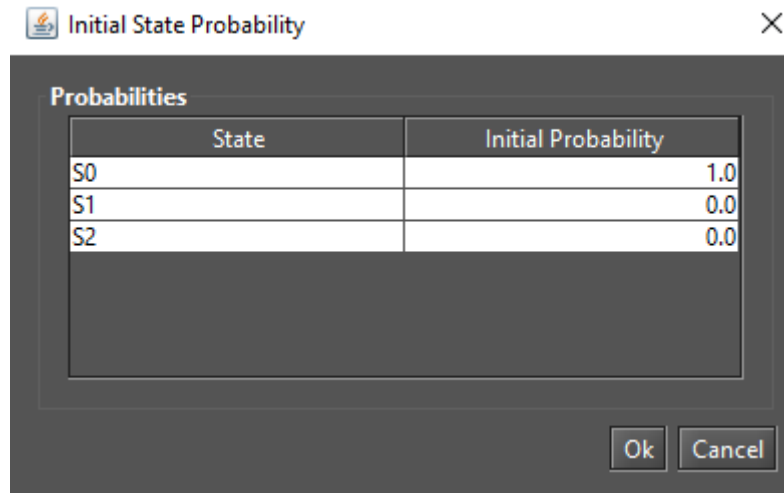 Initial State Probability
Probabilities
State Initial Probability
S0 1.0
S1 0.0
S2 0.0
Ok Cancel